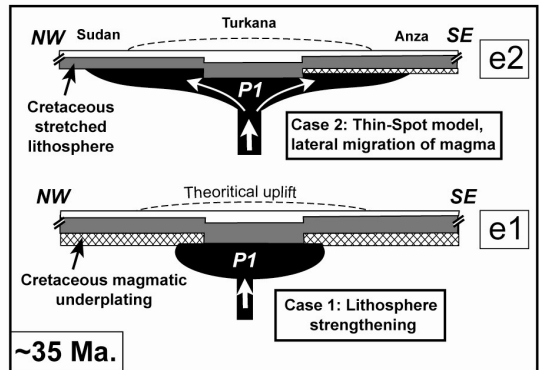 Turkana
NW Sudan Anza SE
e2
P1
Cretaceous
stretched
lithosphere
Case 2: Thin-Spot model,
lateral migration of magma
Theoritical uplift
NW SE
e1
P1
Cretaceous magmatic
underplating
Case 1: Lithosphere
strengthening
~35 Ma.